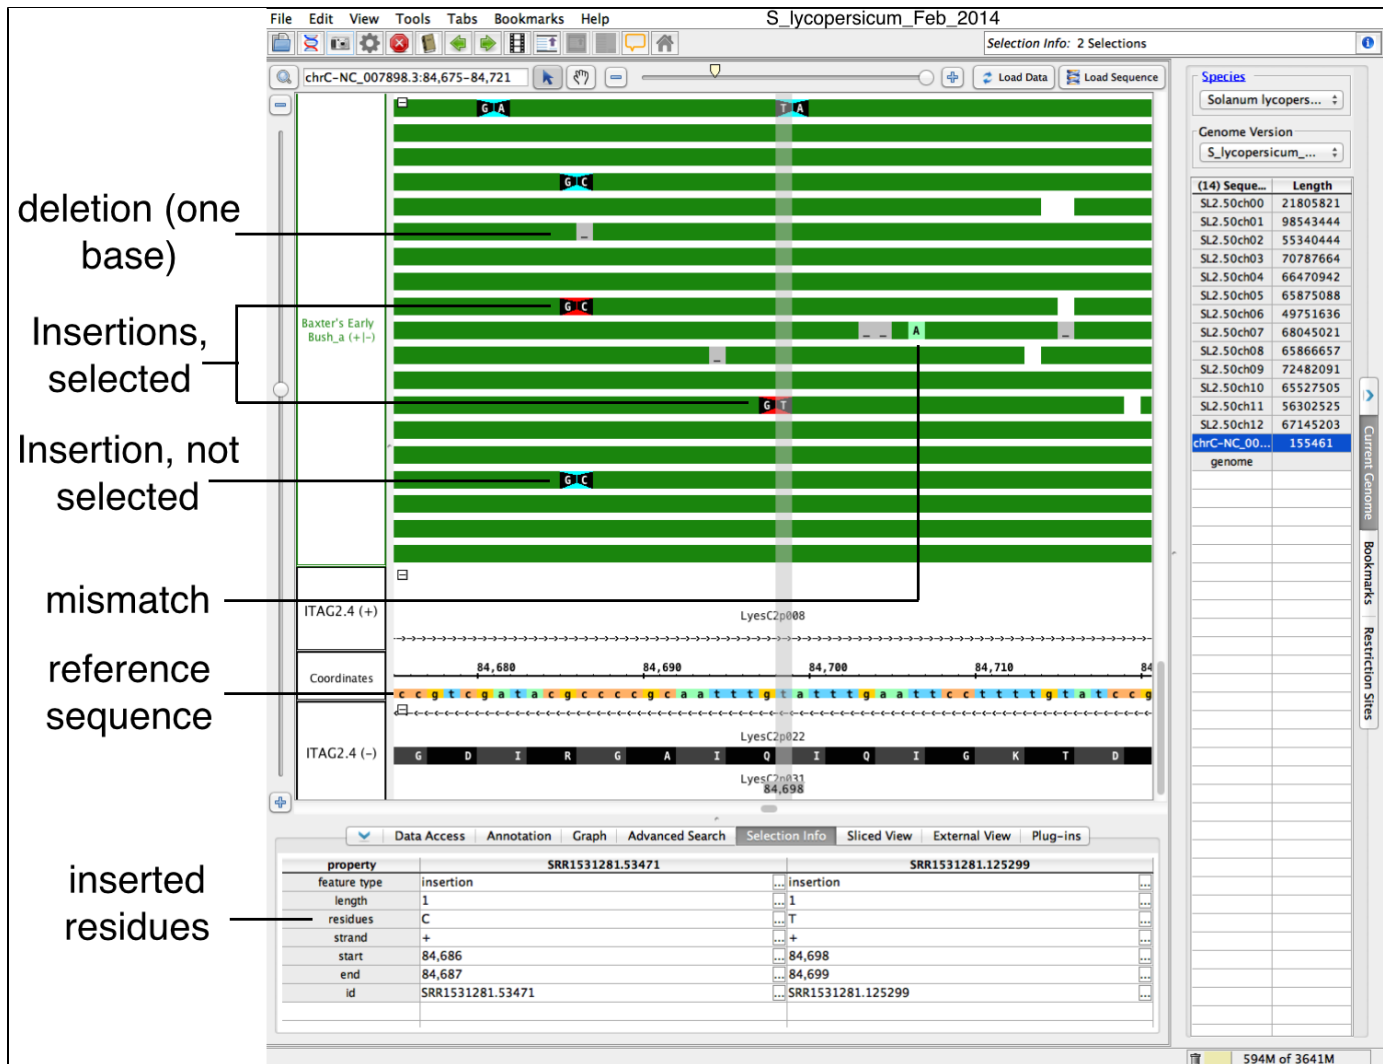 File Edit View Tools Tabs Bookmarks Help S_lycopersicum_Feb_2014
Selection Info: 2 Selections
chrC-NC_007898.3:84,675-84,721
Load Data
Load Sequence
Species
Solanum lycopers...
Genome Version
S_lycopersicum_...
(14) Seque... Length
SL2.50ch00 21805821
SL2.50ch01 98543444
SL2.50ch02 55340444
SL2.50ch03 70787664
SL2.50ch04 66470942
SL2.50ch05 65875088
SL2.50ch06 49751636
SL2.50ch07 68045021
SL2.50ch08 65866657
SL2.50ch09 72482091
SL2.50ch10 65527505
SL2.50ch11 56302525
SL2.50ch12 67145203
chrC-NC_00... 155461
genome
Current Genome
Bookmarks
Restriction Sites
deletion (one
base)
Insertions,
selected
Insertion, not
selected
mismatch
reference
sequence
inserted
residues
Baxter's Early
Bush_a (+|-)
G A T A
G C
_
G C
_ _ A _
_
G T
G C
ITAG2.4 (+)
LyesC2p008
Coordinates
84,680 84,690 84,700 84,710 84
c c g t c g a t a c g c c c c g c a a t t t g t a t t t g a a t t c c t t t t g t a t c c g
ITAG2.4 (-)
LyesC2p022
G D I R G A I Q I Q I G K T D
LyesC2p031
84,698
Data Access Annotation Graph Advanced Search Selection Info Sliced View External View Plug-ins
property SRR1531281.53471 SRR1531281.125299
feature type insertion ... insertion ...
length 1 ... 1 ...
residues C ... T ...
strand + ... + ...
start 84,686 ... 84,698 ...
end 84,687 ... 84,699 ...
id SRR1531281.53471 ... SRR1531281.125299 ...
594M of 3641M